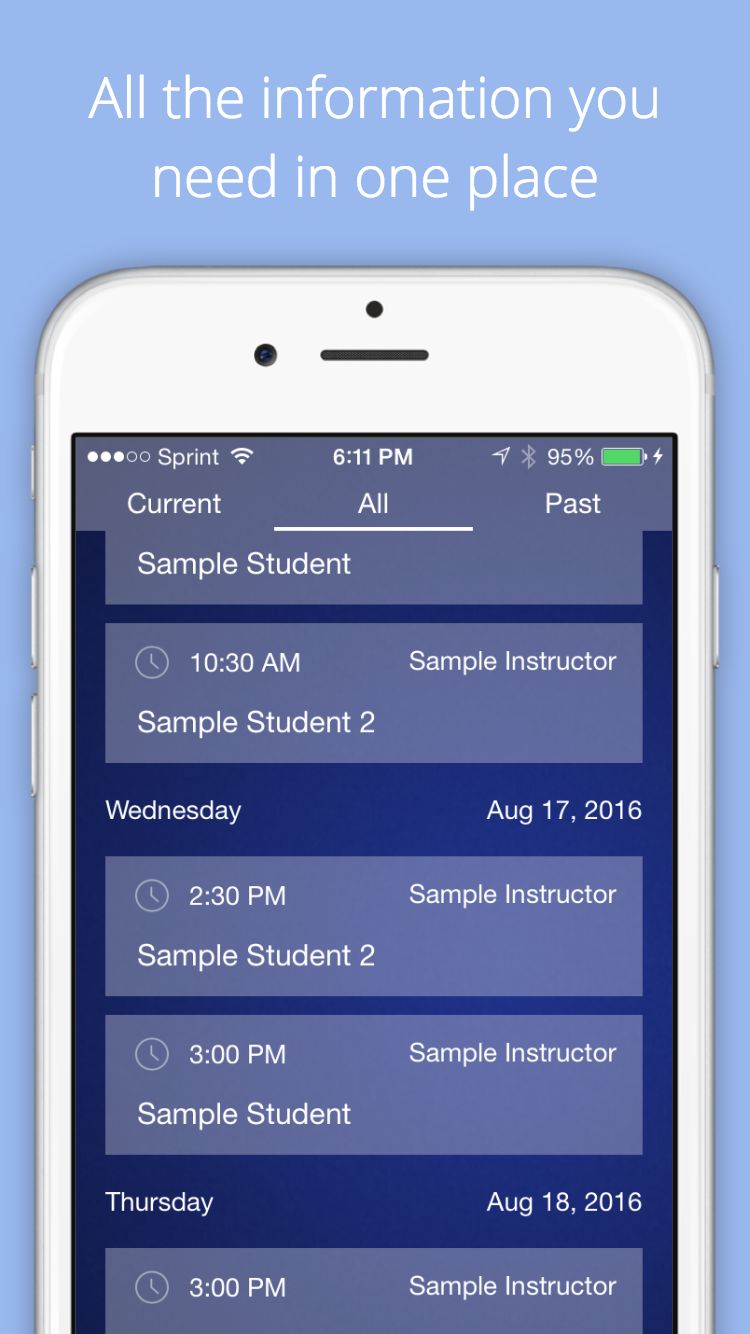 All the information you
need in one place
Sprint 6:11 PM 95%
Current All Past
Sample Student
10:30 AM Sample Instructor
Sample Student 2
Wednesday Aug 17, 2016
2:30 PM Sample Instructor
Sample Student 2
3:00 PM Sample Instructor
Sample Student
Thursday Aug 18, 2016
3:00 PM Sample Instructor